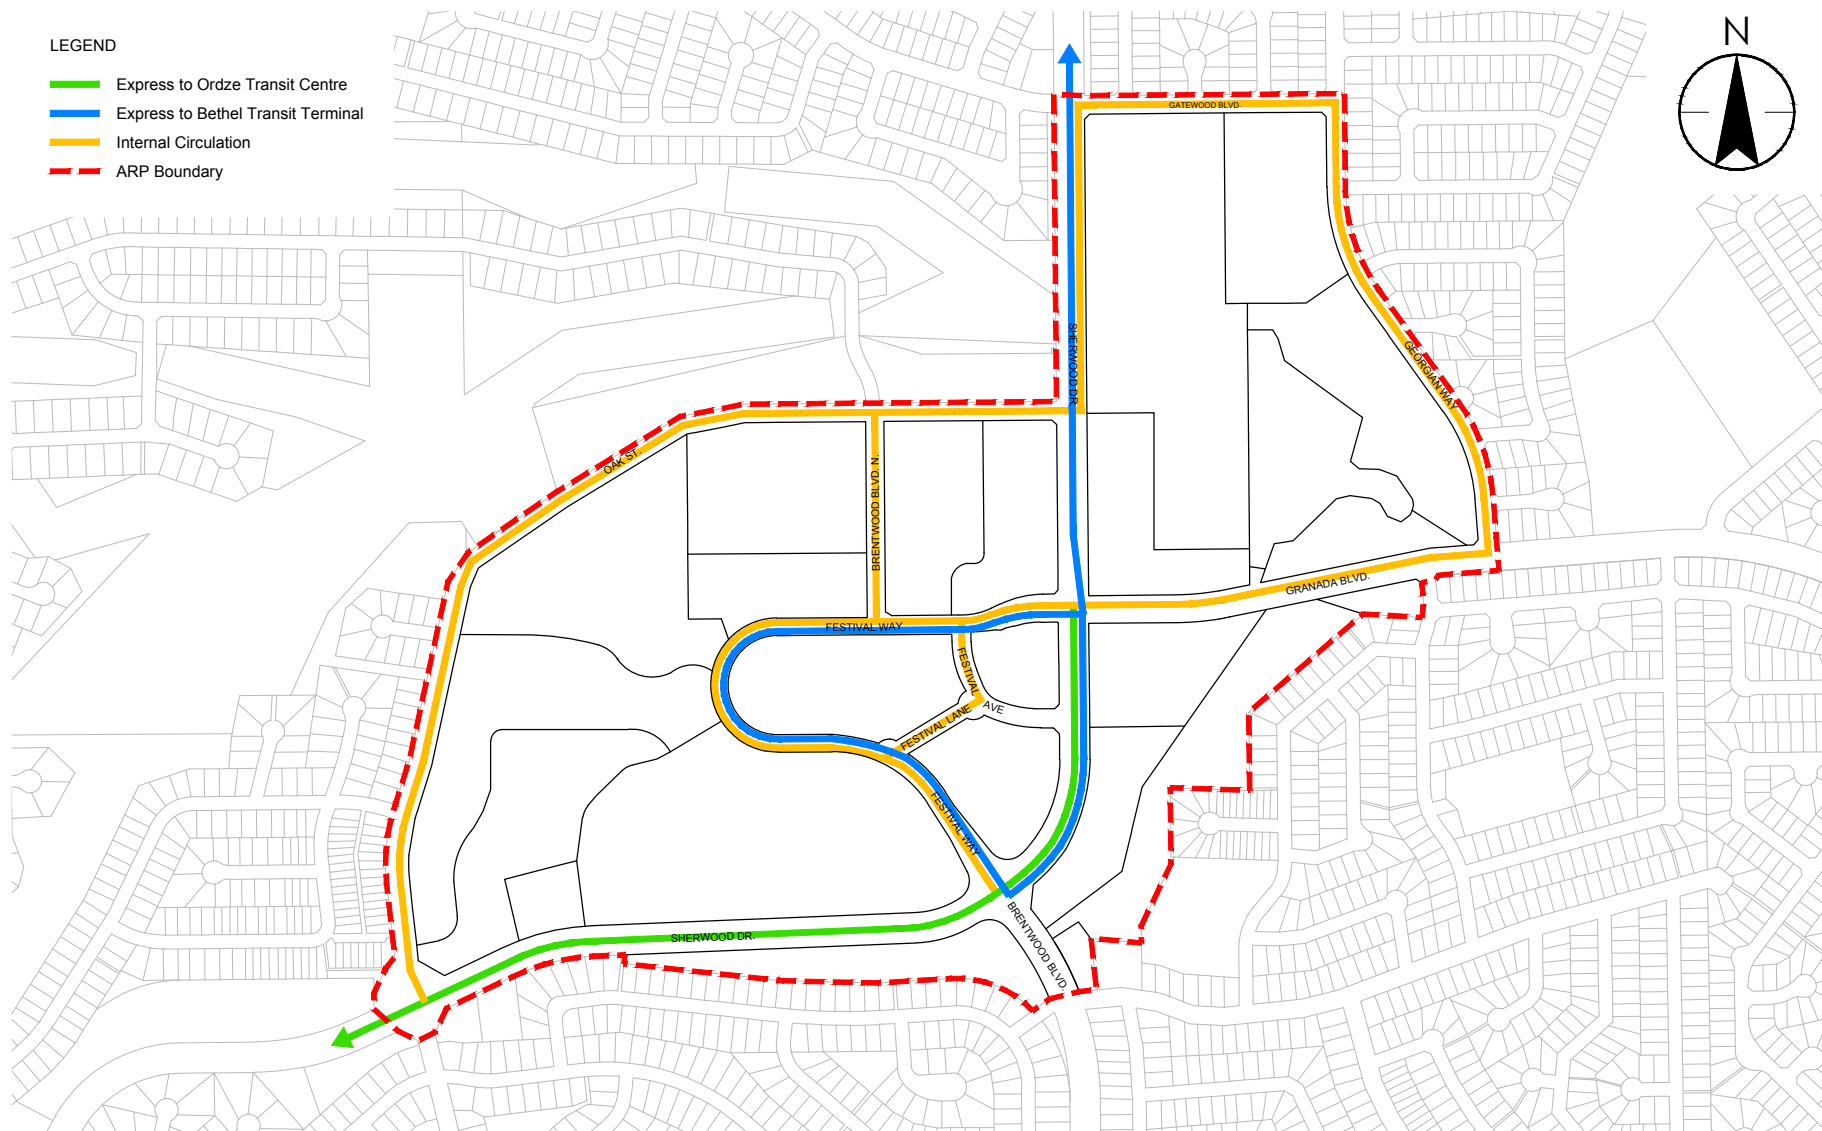 N
LEGEND
Express to Ordze Transit Centre
Express to Bethel Transit Terminal
Internal Circulation
ARP Boundary
GATEWOOD BLVD.
SHERWOOD DR.
GEORGIAN WAY
OAK ST.
BRENTWOOD BLVD. N.
GRANADA BLVD.
FESTIVAL WAY
FESTIVAL
AVE
FESTIVAL LANE
FESTIVAL WAY
SHERWOOD DR.
BRENTWOOD BLVD.